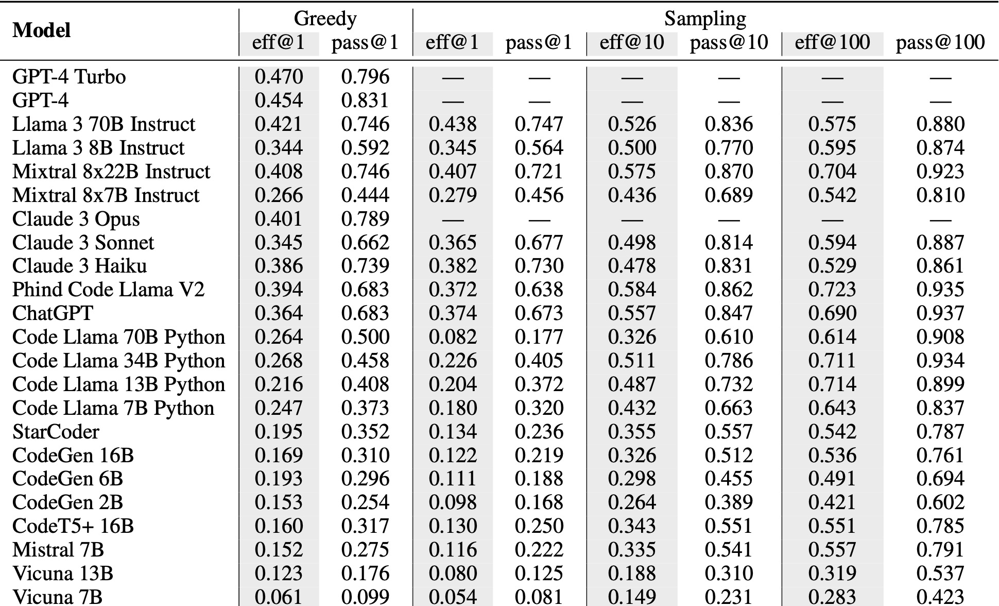 Model Greedy Sampling
eff@1 pass@1 eff@1 pass@1 eff@10 pass@10 eff@100 pass@100
GPT-4 Turbo 0.470 0.796 — — — — — —
GPT-4 0.454 0.831 — — — — — —
Llama 3 70B Instruct 0.421 0.746 0.438 0.747 0.526 0.836 0.575 0.880
Llama 3 8B Instruct 0.344 0.592 0.345 0.564 0.500 0.770 0.595 0.874
Mixtral 8x22B Instruct 0.408 0.746 0.407 0.721 0.575 0.870 0.704 0.923
Mixtral 8x7B Instruct 0.266 0.444 0.279 0.456 0.436 0.689 0.542 0.810
Claude 3 Opus 0.401 0.789 — — — — — —
Claude 3 Sonnet 0.345 0.662 0.365 0.677 0.498 0.814 0.594 0.887
Claude 3 Haiku 0.386 0.739 0.382 0.730 0.478 0.831 0.529 0.861
Phind Code Llama V2 0.394 0.683 0.372 0.638 0.584 0.862 0.723 0.935
ChatGPT 0.364 0.683 0.374 0.673 0.557 0.847 0.690 0.937
Code Llama 70B Python 0.264 0.500 0.082 0.177 0.326 0.610 0.614 0.908
Code Llama 34B Python 0.268 0.458 0.226 0.405 0.511 0.786 0.711 0.934
Code Llama 13B Python 0.216 0.408 0.204 0.372 0.487 0.732 0.714 0.899
Code Llama 7B Python 0.247 0.373 0.180 0.320 0.432 0.663 0.643 0.837
StarCoder 0.195 0.352 0.134 0.236 0.355 0.557 0.542 0.787
CodeGen 16B 0.169 0.310 0.122 0.219 0.326 0.512 0.536 0.761
CodeGen 6B 0.193 0.296 0.111 0.188 0.298 0.455 0.491 0.694
CodeGen 2B 0.153 0.254 0.098 0.168 0.264 0.389 0.421 0.602
CodeT5+ 16B 0.160 0.317 0.130 0.250 0.343 0.551 0.551 0.785
Mistral 7B 0.152 0.275 0.116 0.222 0.335 0.541 0.557 0.791
Vicuna 13B 0.123 0.176 0.080 0.125 0.188 0.310 0.319 0.537
Vicuna 7B 0.061 0.099 0.054 0.081 0.149 0.231 0.283 0.423